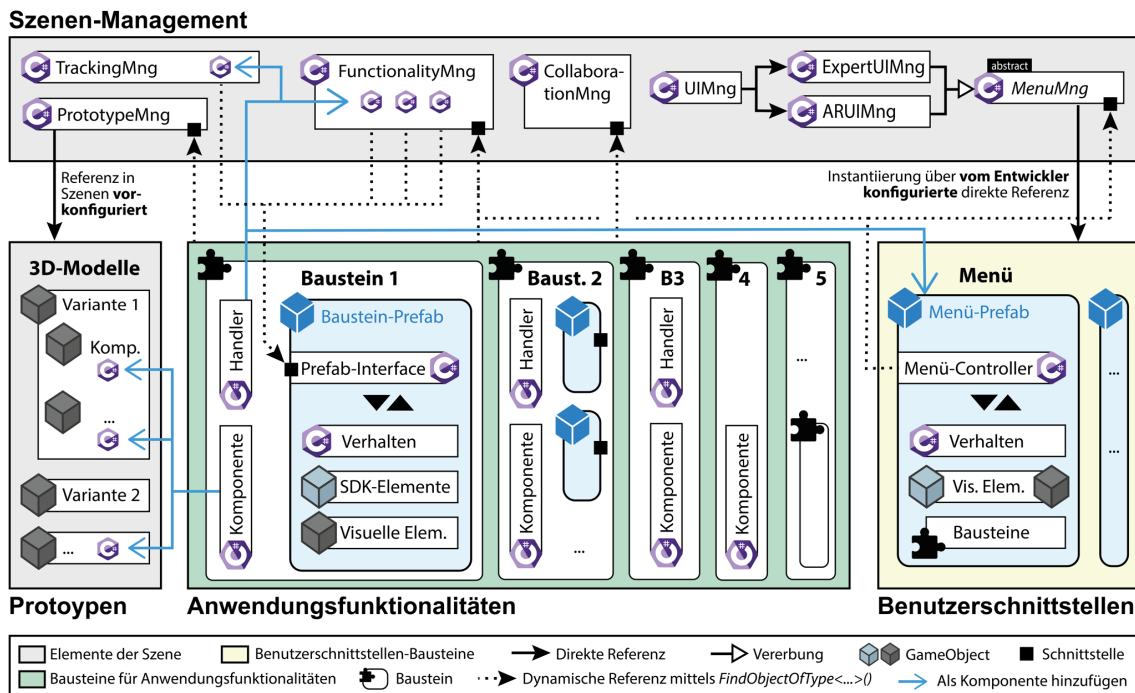 Szenen-Management
TrackingMng
PrototypeMng
FunctionalityMng
Collabora-
tionMng
UIMng
ExpertUIMng
ARUIMng
abstract
MenuMng
Referenz in
Szenen vor-
konfiguriert
Instantiierung über vom Entwickler
konfigurierte direkte Referenz
3D-Modelle
Variante 1
Komp.
...
Variante 2
...
Baustein 1
Handler
Komponente
Baustein-Prefab
Prefab-Interface
Verhalten
SDK-Elemente
Visuelle Elem.
Baust. 2
Handler
Komponente
...
B3
Handler
Komponente
4
Komponente
5
...
Menü
Menü-Prefab
Menü-Controller
Verhalten
Vis. Elem.
Bausteine
...
...
Protoypen
Anwendungsfunktionalitäten
Benutzerschnittstellen
Elemente der Szene
Benutzerschnittstellen-Bausteine
Direkte Referenz
Vererbung
GameObject
Schnittstelle
Bausteine für Anwendungsfunktionalitäten
Baustein
Dynamische Referenz mittels FindObjectOfType<...>()
Als Komponente hinzufügen